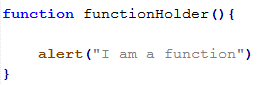 function functionHolder(){
alert("I am a function")
}